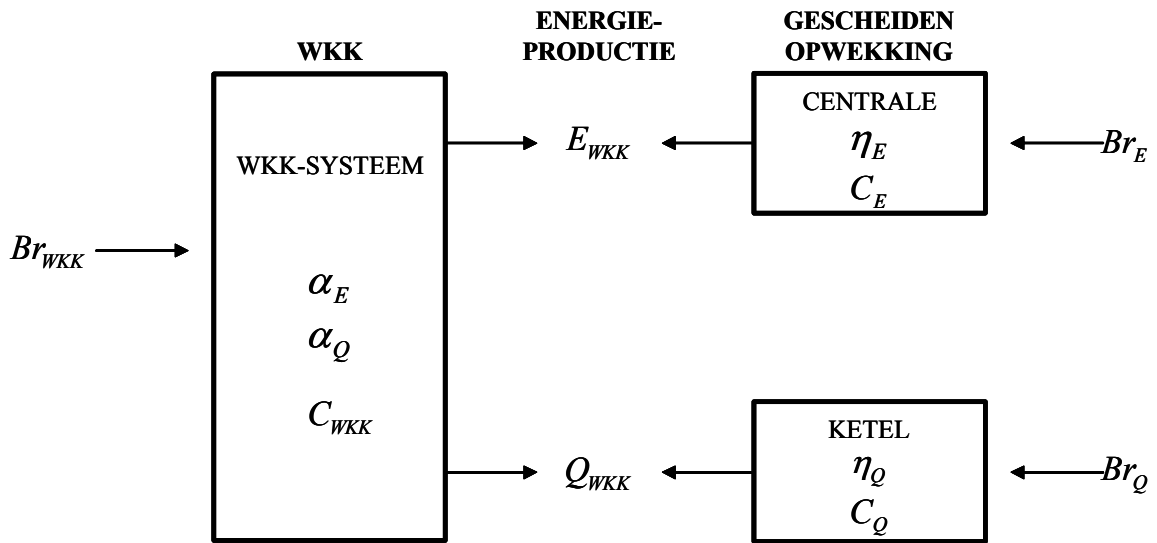 WKK
ENERGIE-
PRODUCTIE
GESCHEIDEN
OPWEKKING
Br_WKK
WKK-SYSTEEM
α_E
α_Q
C_WKK
E_WKK
Q_WKK
CENTRALE
η_E
C_E
Br_E
KETEL
η_Q
C_Q
Br_Q